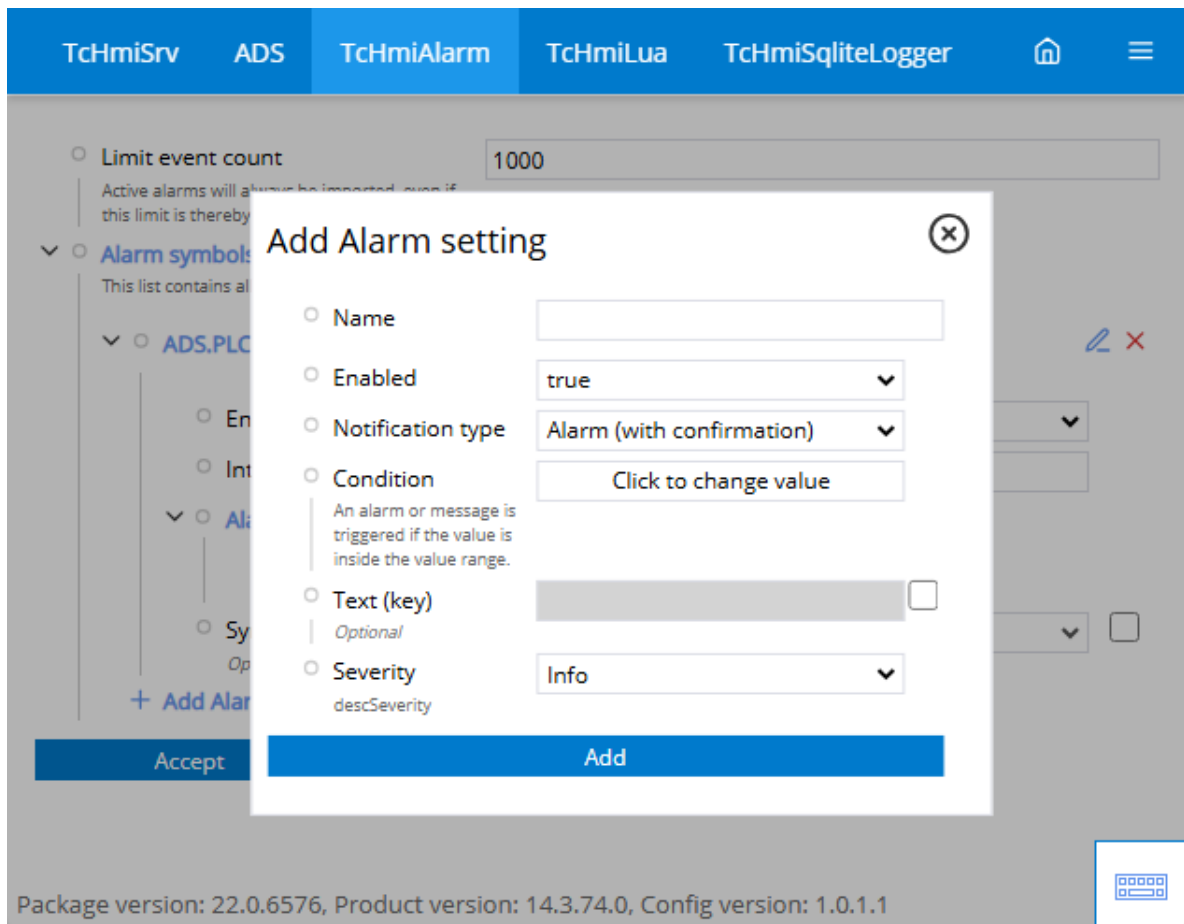 TcHmiSrv ADS TcHmiAlarm TcHmiLua TcHmiSqliteLogger
Limit event count 1000
Active alarms will always be imported, even if
this limit is thereby
Alarm symbols
This list contains al
ADS.PLC
En
Int
Ala
Sy
Op
+ Add Alar
Accept
Add Alarm setting
Name
Enabled true
Notification type Alarm (with confirmation)
Condition Click to change value
An alarm or message is
triggered if the value is
inside the value range.
Text (key)
Optional
Severity Info
descSeverity
Add
Package version: 22.0.6576, Product version: 14.3.74.0, Config version: 1.0.1.1